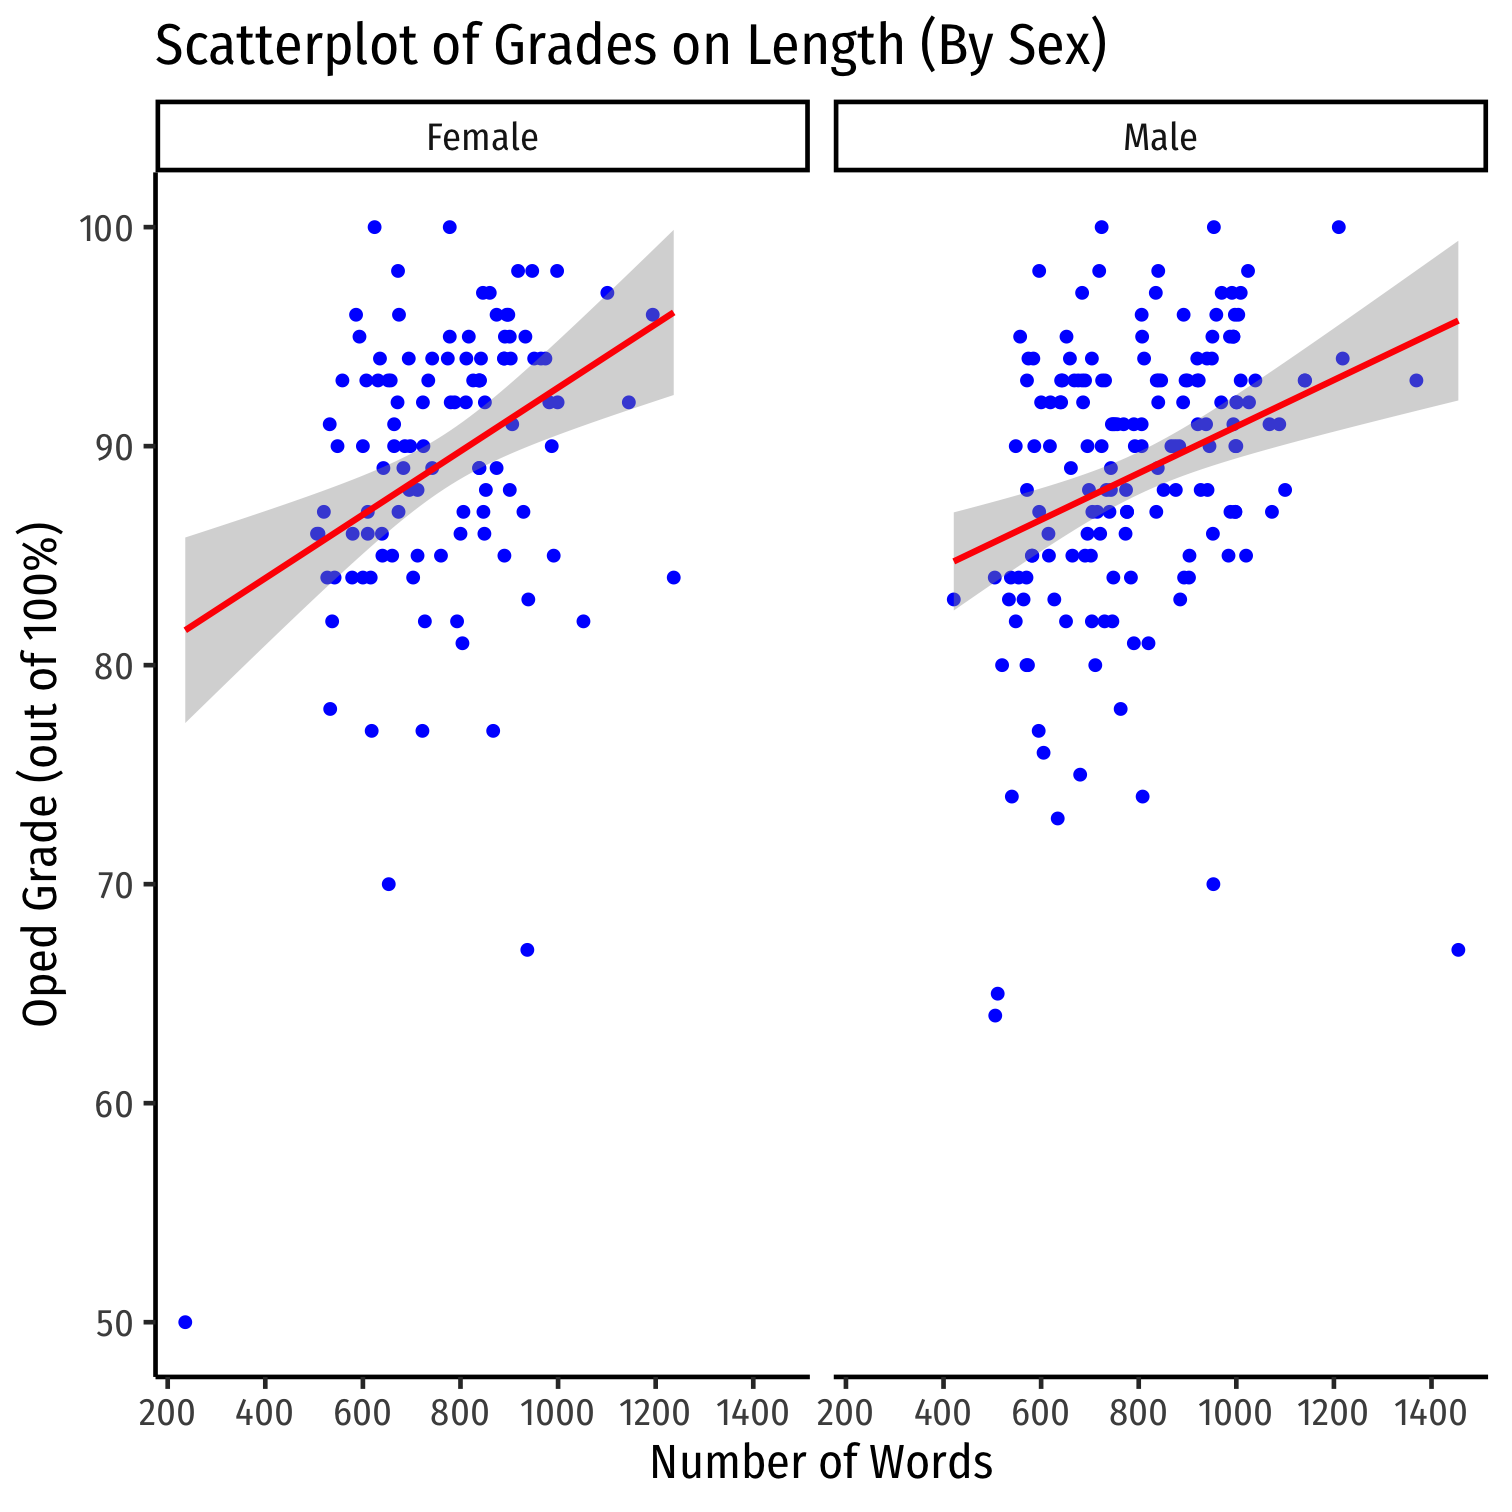 Scatterplot of Grades on Length (By Sex)
Female
Male
Oped Grade (out of 100%)
100
90
80
70
60
50
200 400 600 800 1000 1200 1400
200 400 600 800 1000 1200 1400
Number of Words